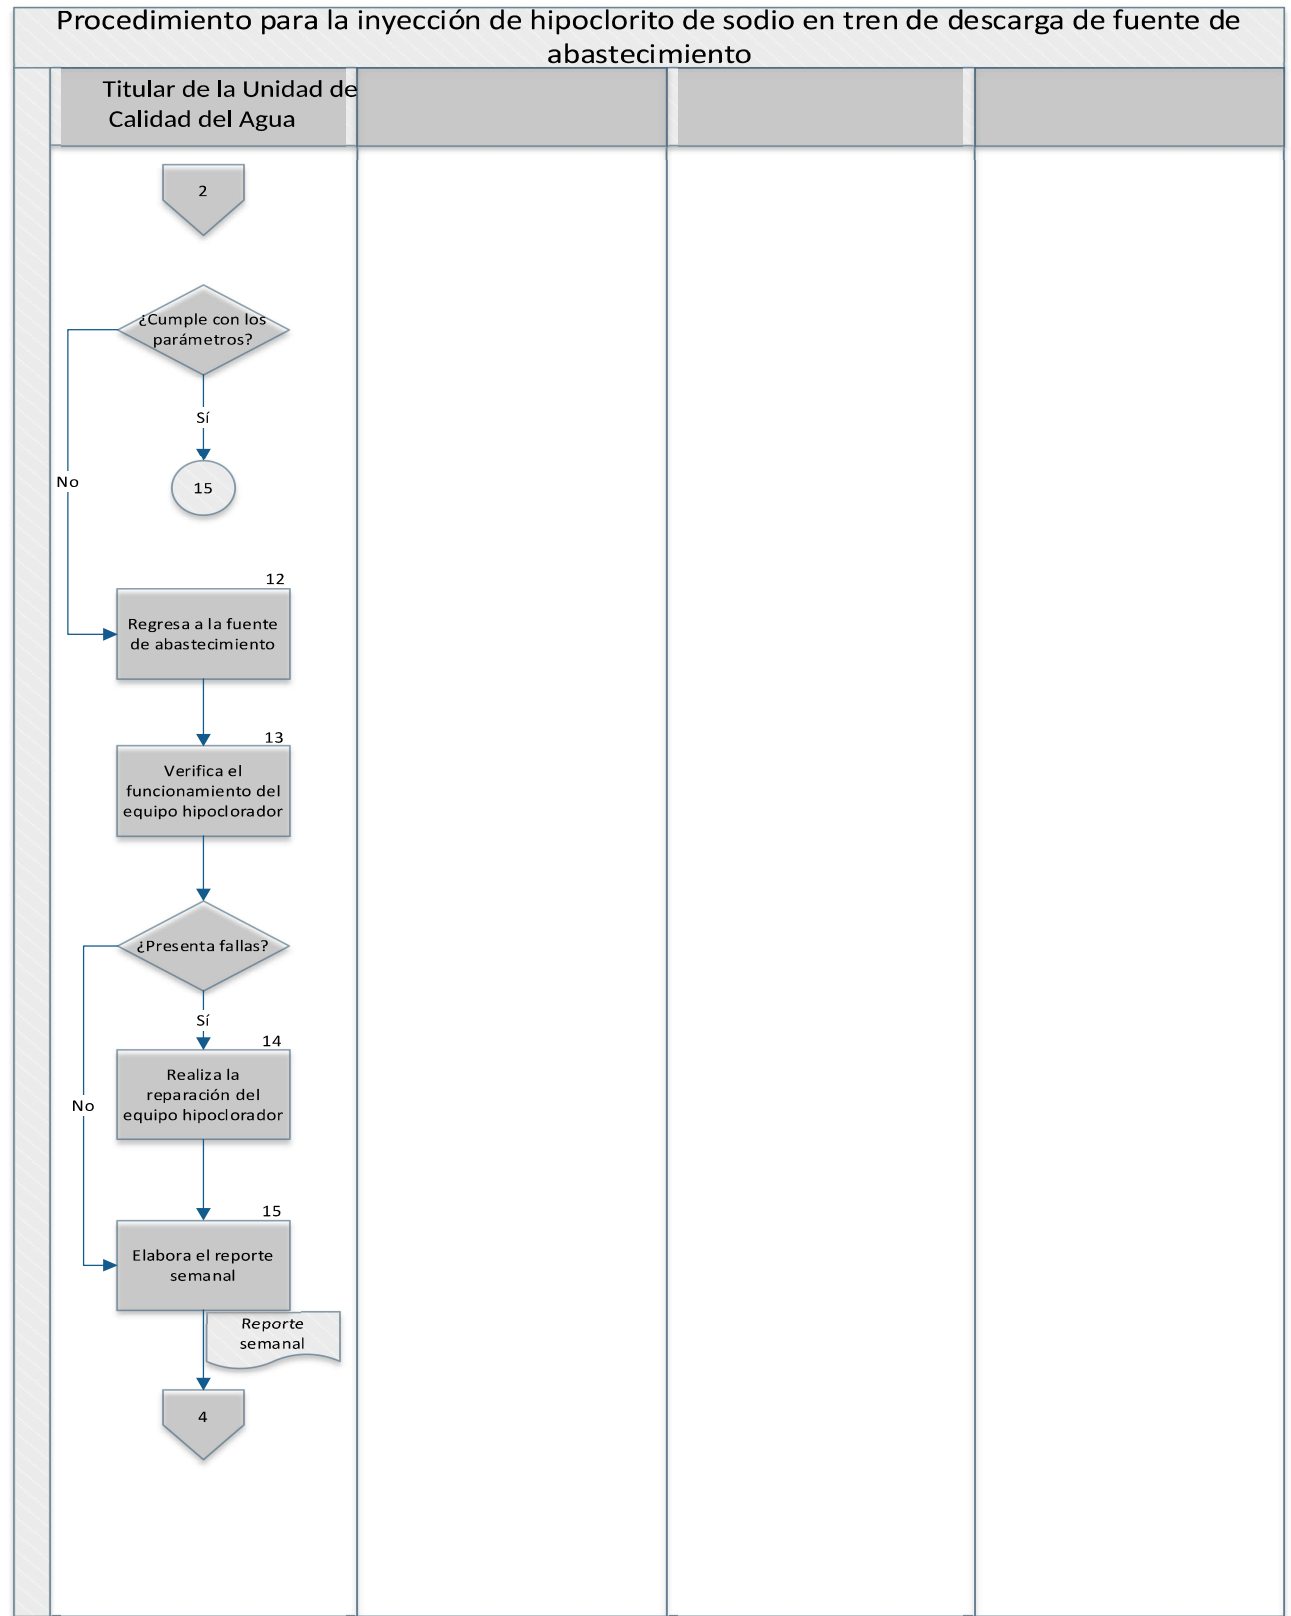 Procedimiento para la inyección de hipoclorito de sodio en tren de descarga de fuente de
abastecimiento
Titular de la Unidad de
Calidad del Agua
2
¿Cumple con los
parámetros?
Sí
No
15
12
Regresa a la fuente
de abastecimiento
13
Verifica el
funcionamiento del
equipo hipoclorador
¿Presenta fallas?
Sí
14
Realiza la
reparación del
equipo hipoclorador
No
15
Elabora el reporte
semanal
Reporte
semanal
4